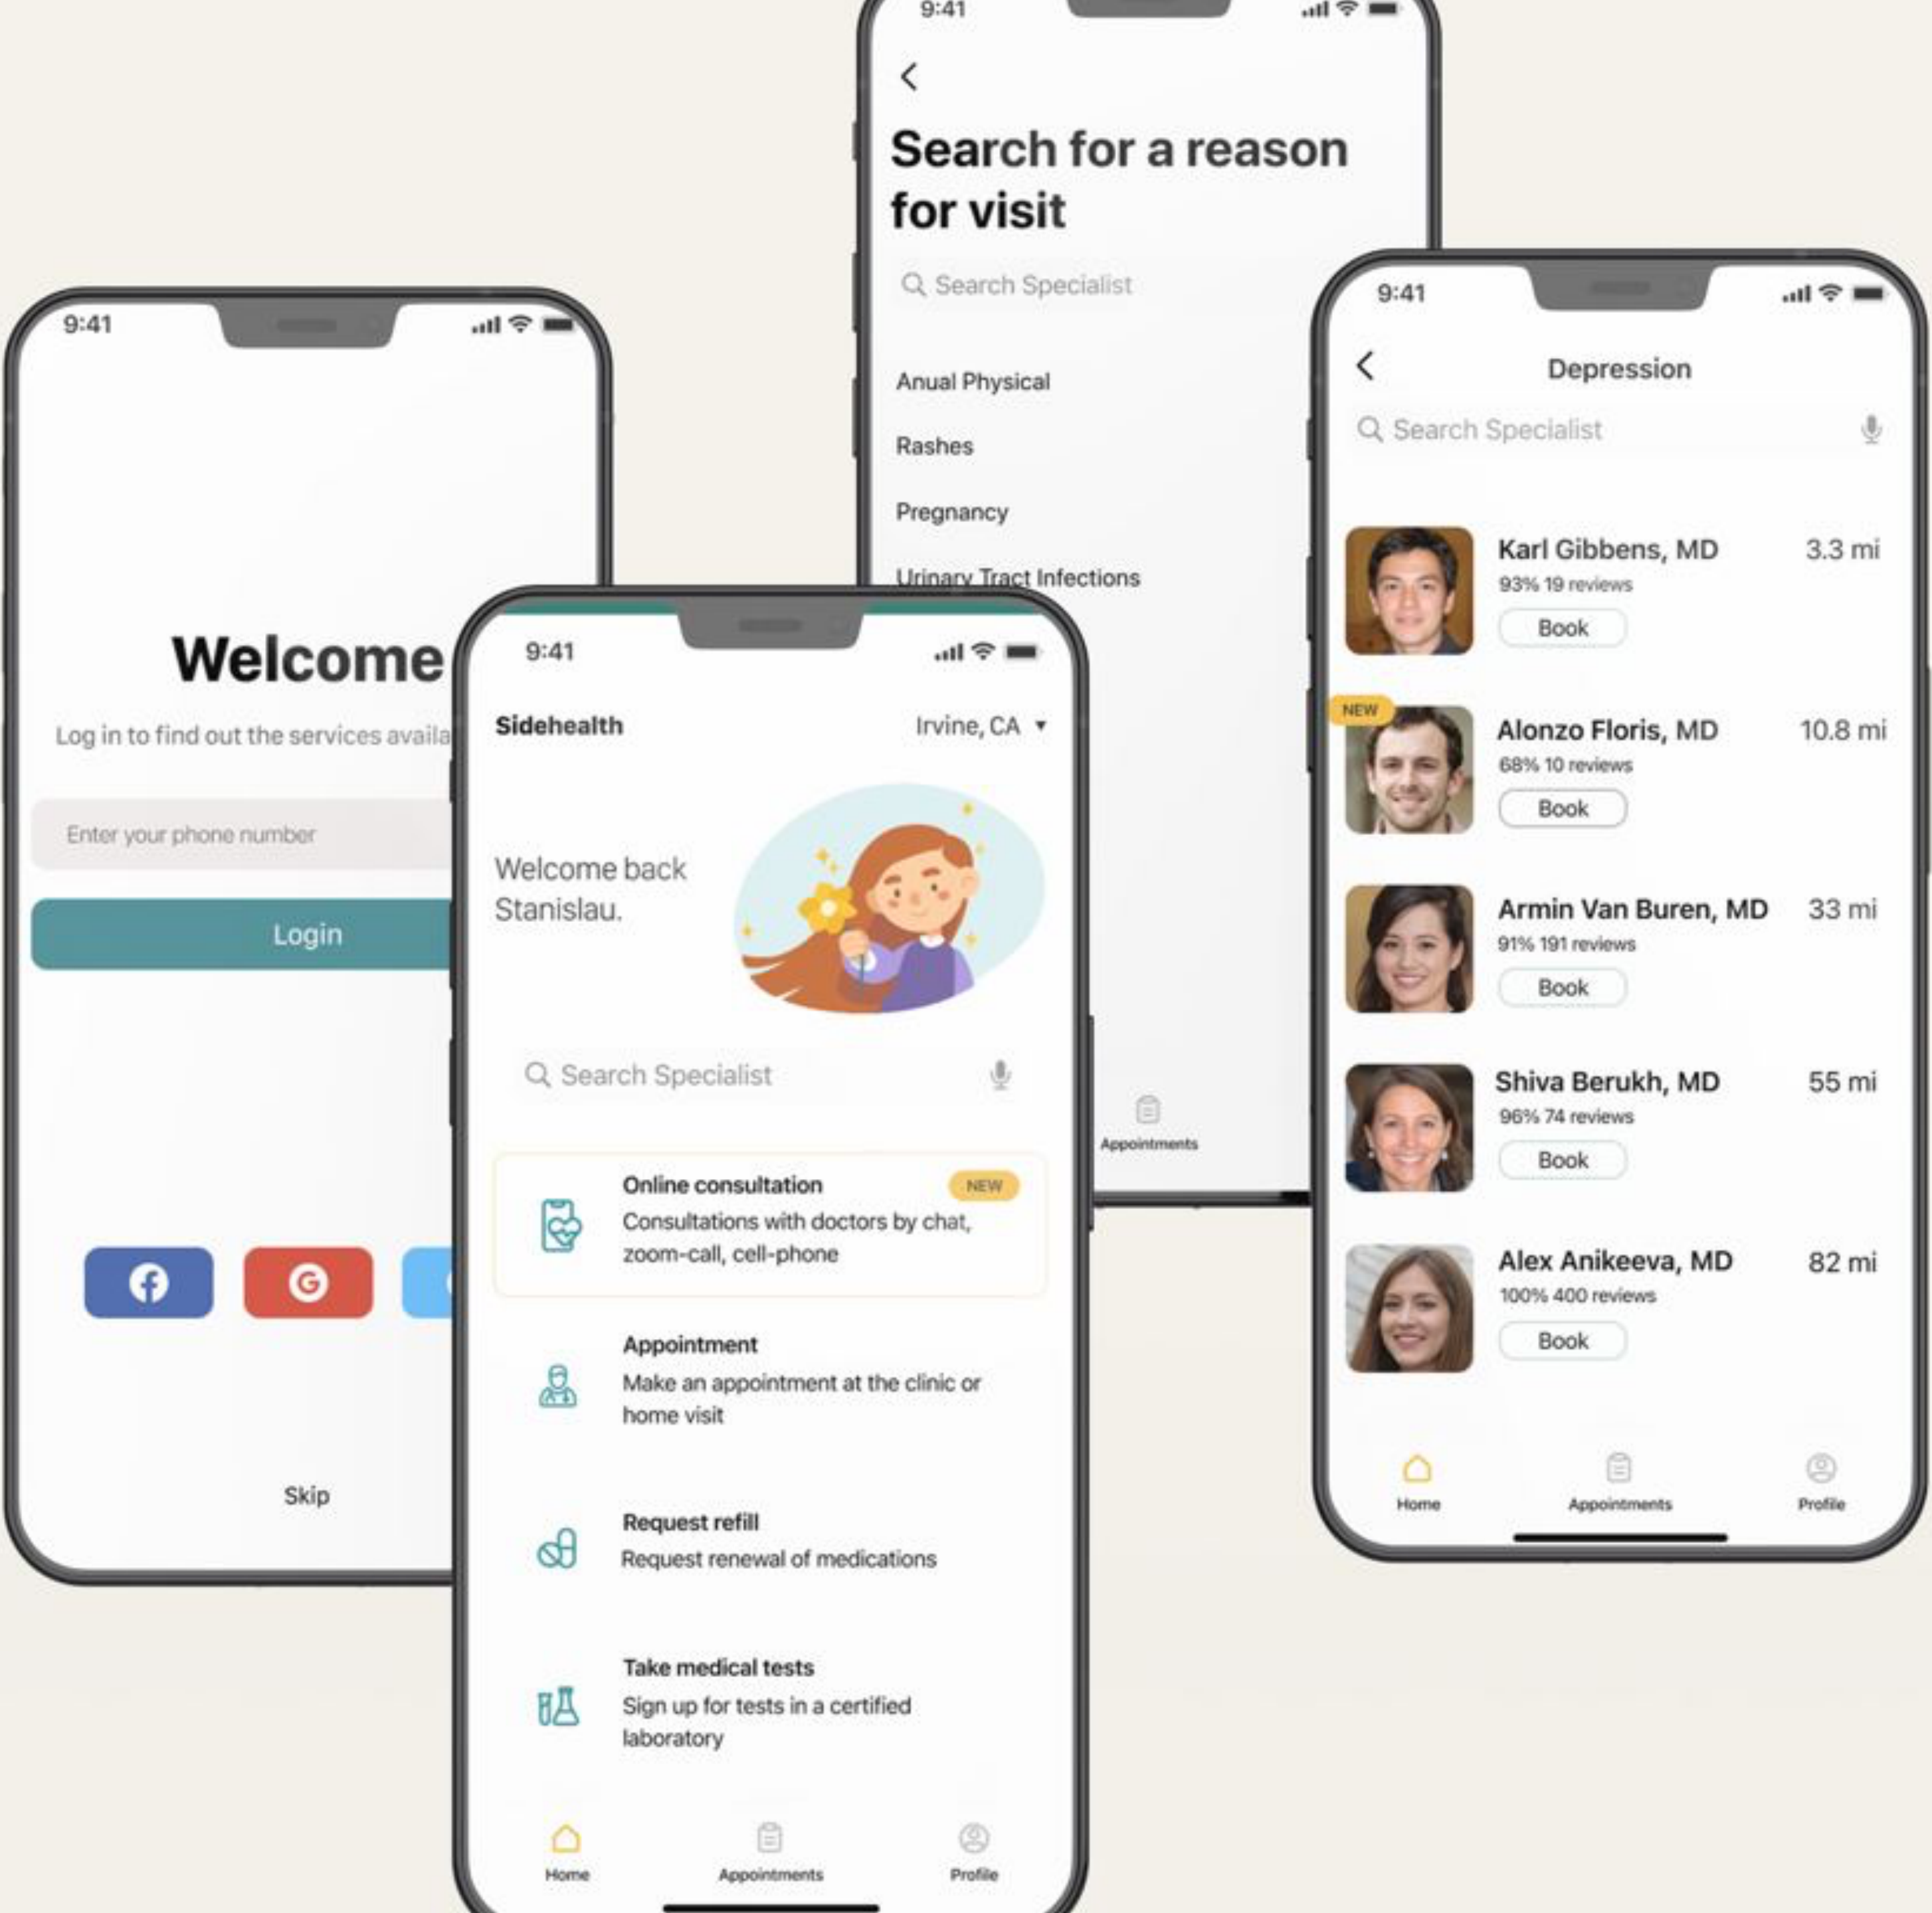 9:41
Welcome
Log in to find out the services availa
Enter your phone number
Login
Skip
9:41
Search for a reason
for visit
Search Specialist
Anual Physical
Rashes
Pregnancy
Urinary Tract Infections
Appointments
9:41
Sidehealth
Irvine, CA
Welcome back
Stanislau.
Search Specialist
Online consultation
NEW
Consultations with doctors by chat,
zoom-call, cell-phone
Appointment
Make an appointment at the clinic or
home visit
Request refill
Request renewal of medications
Take medical tests
Sign up for tests in a certified
laboratory
Home
Appointments
Profile
9:41
Depression
Search Specialist
Karl Gibbens, MD
3.3 mi
93% 19 reviews
Book
NEW
Alonzo Floris, MD
10.8 mi
68% 10 reviews
Book
Armin Van Buren, MD
33 mi
91% 191 reviews
Book
Shiva Berukh, MD
55 mi
96% 74 reviews
Book
Alex Anikeeva, MD
82 mi
100% 400 reviews
Book
Home
Appointments
Profile